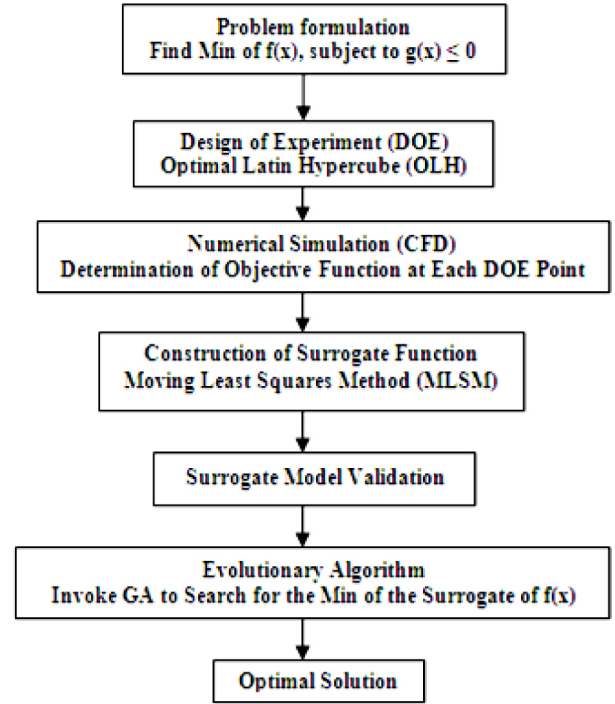 Problem formulation
Find Min of f(x), subject to g(x) ≤ 0
Design of Experiment (DOE)
Optimal Latin Hypercube (OLH)
Numerical Simulation (CFD)
Determination of Objective Function at Each DOE Point
Construction of Surrogate Function
Moving Least Squares Method (MLSM)
Surrogate Model Validation
Evolutionary Algorithm
Invoke GA to Search for the Min of the Surrogate of f(x)
Optimal Solution